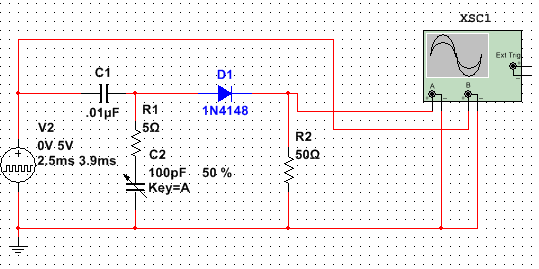 XSC1
Ext Trig
+
_
A
B
+ _
+ _
C1
.01µF
D1
1N4148
R1
5Ω
C2
100pF 50 %
Key=A
V2
0V 5V
2.5ms 3.9ms
+
R2
50Ω